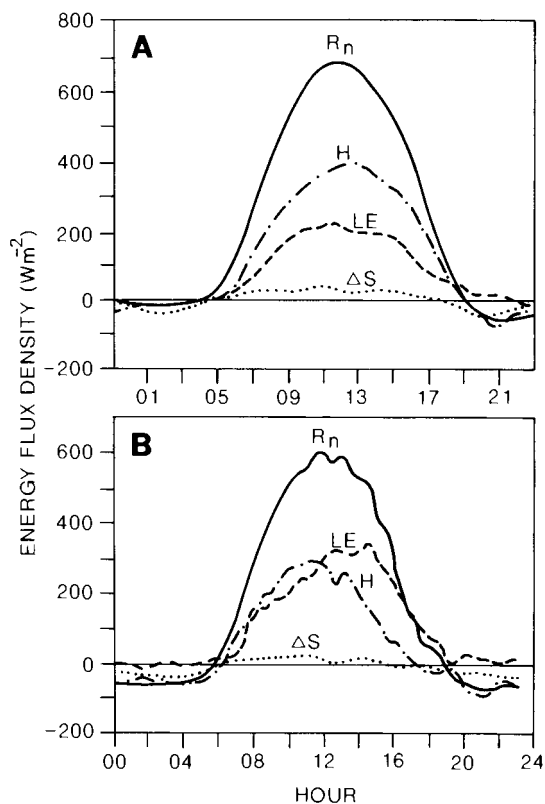 A
B
ENERGY FLUX DENSITY (Wm⁻²)
800
600
400
200
0
-200
Rn
H
LE
ΔS
01 05 09 13 17 21
600
400
200
0
-200
Rn
LE
H
ΔS
00 04 08 12 16 20 24
HOUR